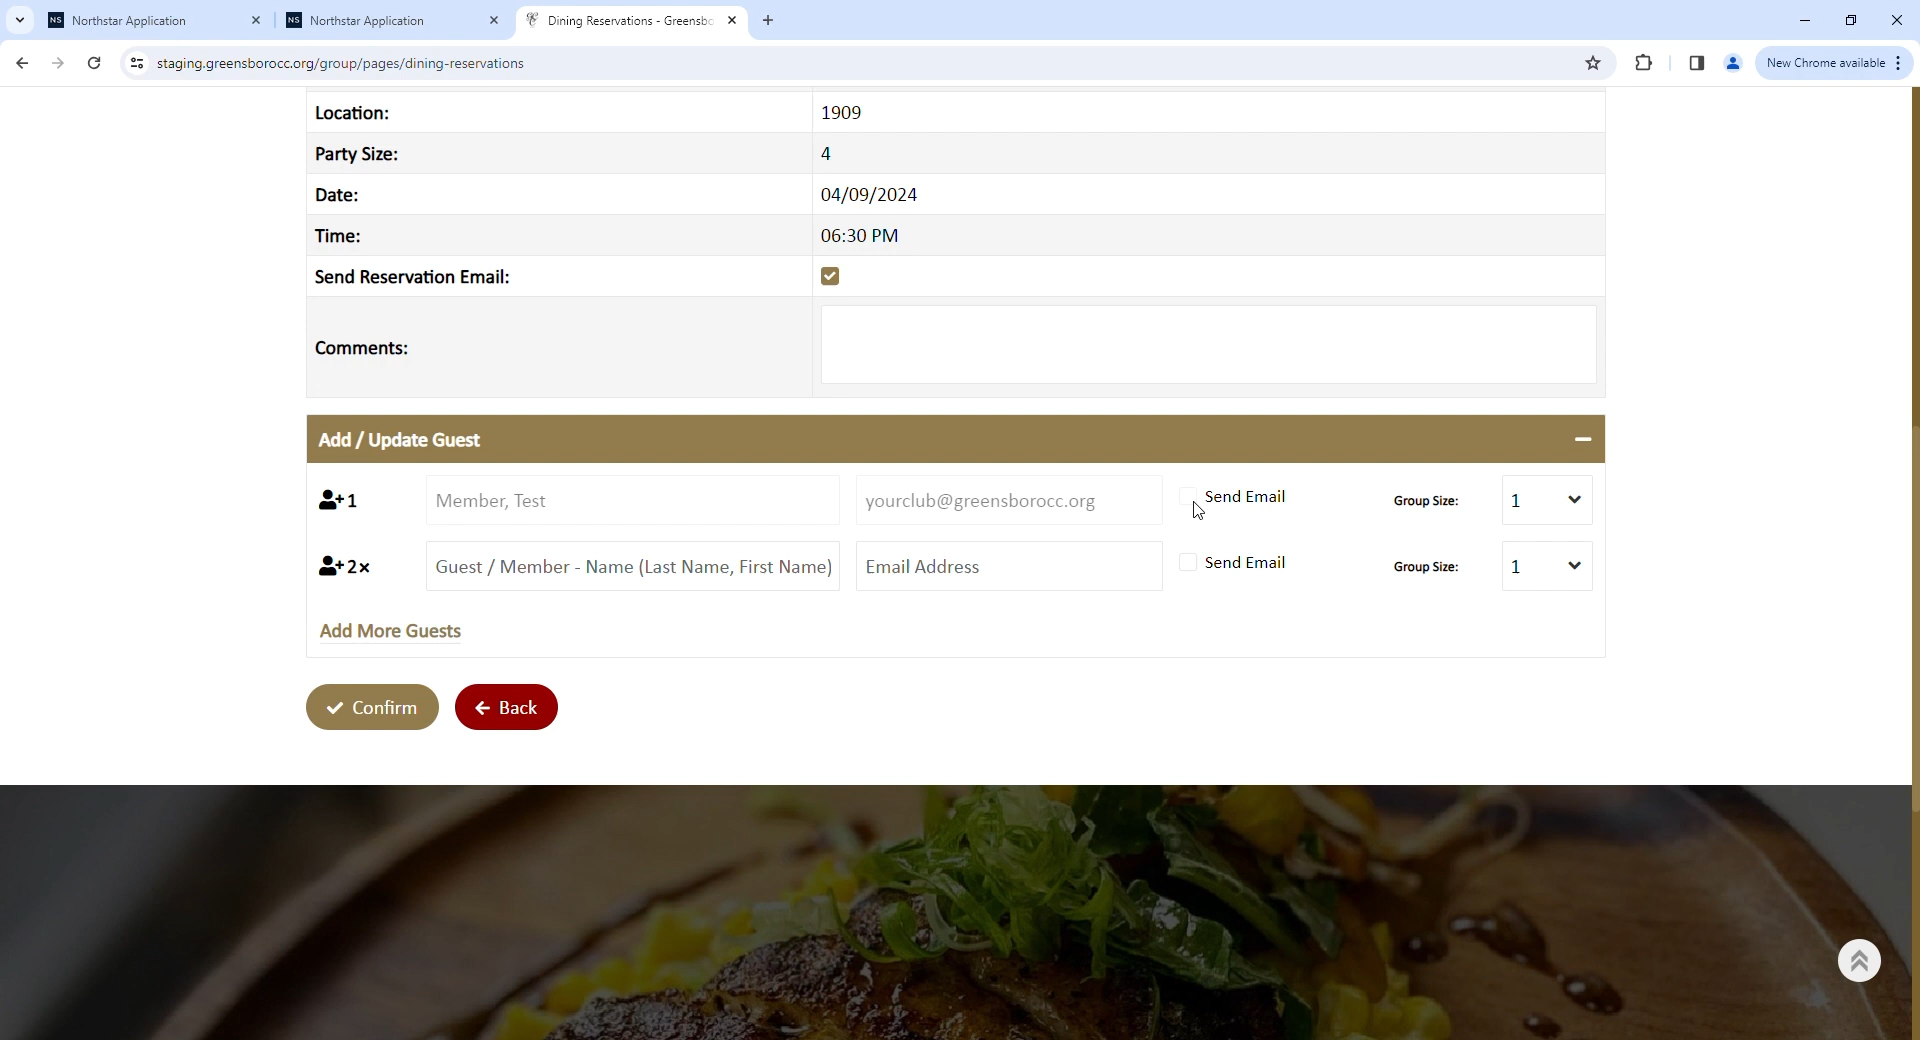 NS Northstar Application
NS Northstar Application
Dining Reservations - Greensbo
staging.greensborocc.org/group/pages/dining-reservations
New Chrome available
Location: 1909
Party Size: 4
Date: 04/09/2024
Time: 06:30 PM
Send Reservation Email:
Comments:
Add / Update Guest
+1 Member, Test yourclub@greensborocc.org Send Email Group Size: 1
+2× Guest / Member - Name (Last Name, First Name) Email Address Send Email Group Size: 1
Add More Guests
Confirm Back